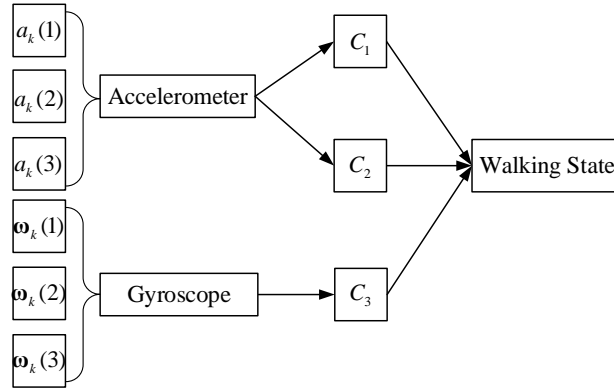 a_k(1)
a_k(2)
a_k(3)
Accelerometer
C_1
C_2
Walking State
ω_k(1)
ω_k(2)
ω_k(3)
Gyroscope
C_3